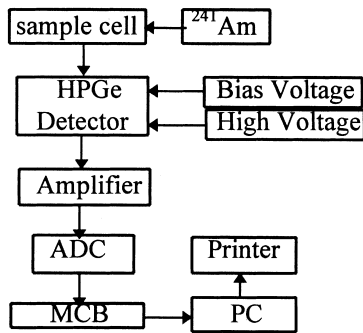 sample cell
²⁴¹Am
HPGe
Detector
Bias Voltage
High Voltage
Amplifier
ADC
Printer
MCB
PC